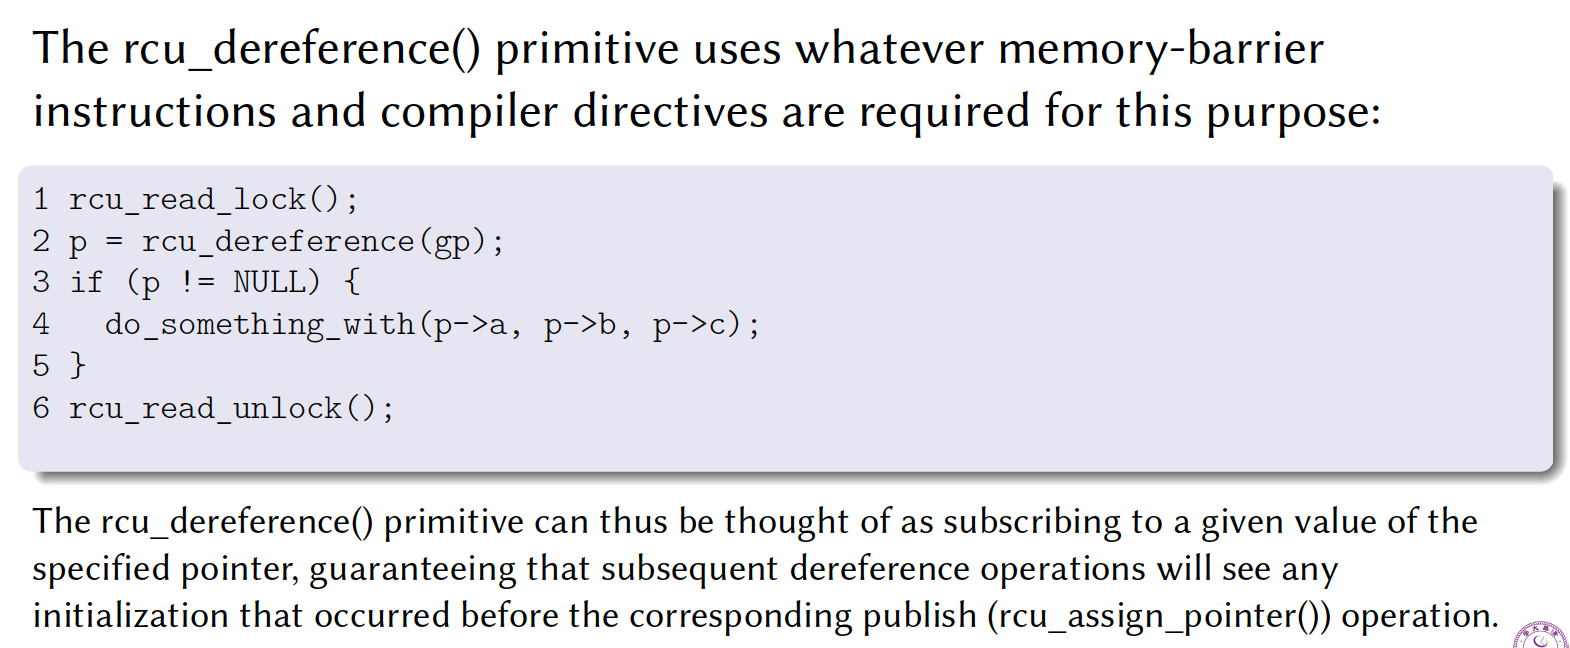 The rcu_dereference() primitive uses whatever memory-barrier
instructions and compiler directives are required for this purpose:
1 rcu_read_lock();
2 p = rcu_dereference(gp);
3 if (p != NULL) {
4   do_something_with(p->a, p->b, p->c);
5 }
6 rcu_read_unlock();
The rcu_dereference() primitive can thus be thought of as subscribing to a given value of the
specified pointer, guaranteeing that subsequent dereference operations will see any
initialization that occurred before the corresponding publish (rcu_assign_pointer()) operation.